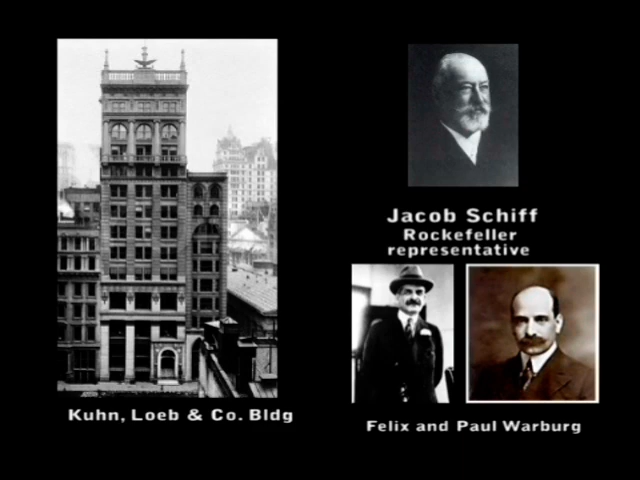 Jacob Schiff
Rockefeller
representative
Kuhn, Loeb & Co. Bldg
Felix and Paul Warburg